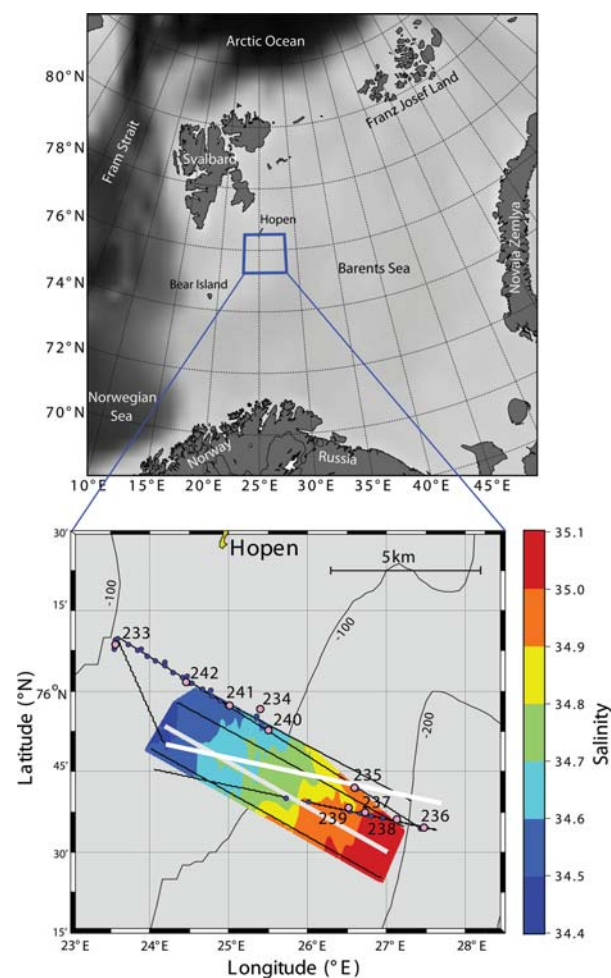 Arctic Ocean
80°N
Franz Josef Land
78°N
Fram Strait
Svalbard
76°N
Hopen
Novala Zemlya
74°N
Bear Island
Barents Sea
72°N
70°N
Norwegian
Sea
Norway
Russia
10°E 15°E 20°E 25°E 30°E 35°E 40°E 45°E
30'
Hopen
5km
35.1
-100
15'
35.0
233
-100
242
34.9
76°N
241
234
240
34.8
-200
Latitude (°N)
Salinity
45'
235
34.7
239
237
236
238
34.6
30'
34.5
15'
34.4
23°E 24°E 25°E 26°E 27°E 28°E
Longitude (°E)